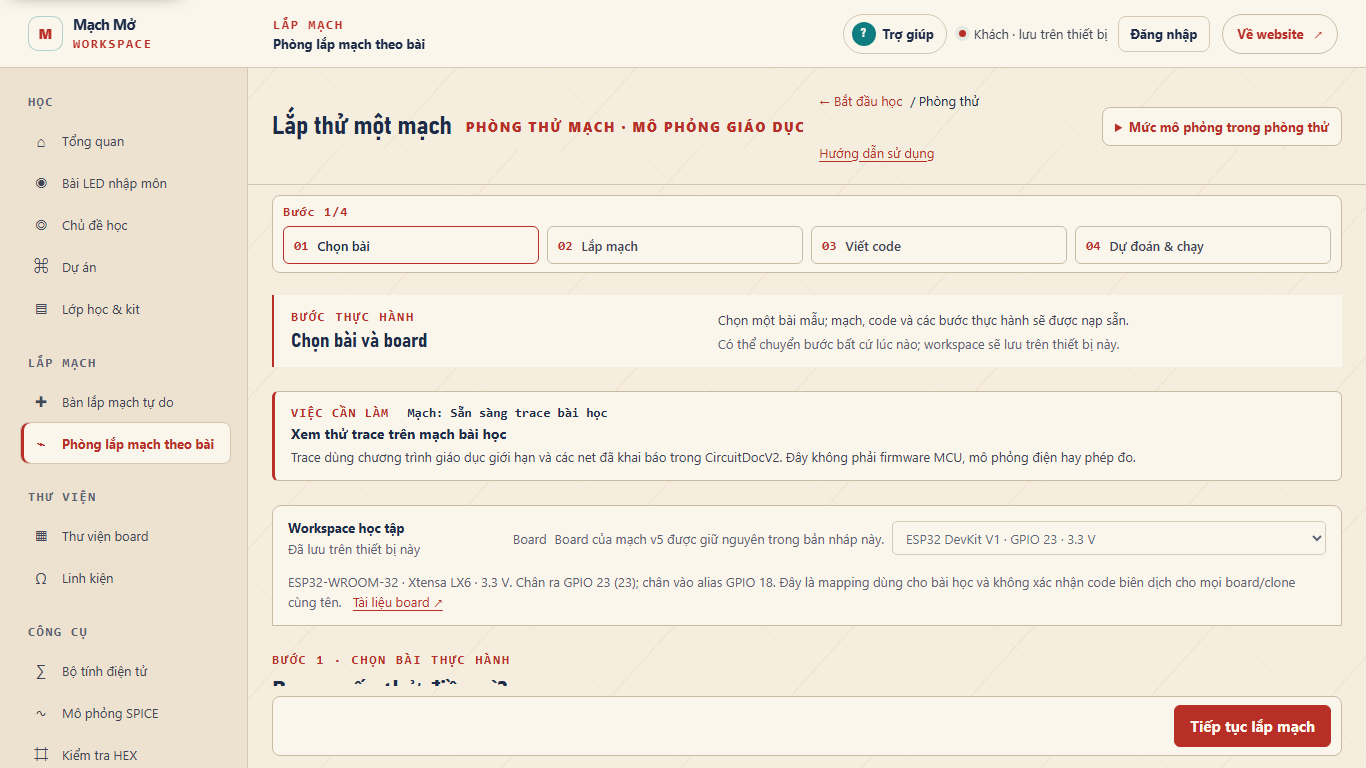 M
Mạch Mở
WORKSPACE
LẮP MẠCH
Phòng lắp mạch theo bài
? Trợ giúp
Khách · lưu trên thiết bị
Đăng nhập
Về website ↗
HỌC
Tổng quan
Bài LED nhập môn
Chủ đề học
Dự án
Lớp học & kit
LẮP MẠCH
Bàn lắp mạch tự do
Phòng lắp mạch theo bài
THƯ VIỆN
Thư viện board
Linh kiện
CÔNG CỤ
Bộ tính điện tử
Mô phỏng SPICE
Kiểm tra HEX
Lắp thử một mạch
PHÒNG THỬ MẠCH · MÔ PHỎNG GIÁO DỤC
← Bắt đầu học / Phòng thử
Hướng dẫn sử dụng
▶ Mức mô phỏng trong phòng thử
Bước 1/4
01 Chọn bài
02 Lắp mạch
03 Viết code
04 Dự đoán & chạy
BƯỚC THỰC HÀNH
Chọn bài và board
Chọn một bài mẫu; mạch, code và các bước thực hành sẽ được nạp sẵn.
Có thể chuyển bước bất cứ lúc nào; workspace sẽ lưu trên thiết bị này.
VIỆC CẦN LÀM Mạch: Sẵn sàng trace bài học
Xem thử trace trên mạch bài học
Trace dùng chương trình giáo dục giới hạn và các net đã khai báo trong CircuitDocV2. Đây không phải firmware MCU, mô phỏng điện hay phép đo.
Workspace học tập
Đã lưu trên thiết bị này
Board Board của mạch v5 được giữ nguyên trong bản nháp này.
ESP32 DevKit V1 · GPIO 23 · 3.3 V
ESP32-WROOM-32 · Xtensa LX6 · 3.3 V. Chân ra GPIO 23 (23); chân vào alias GPIO 18. Đây là mapping dùng cho bài học và không xác nhận code biên dịch cho mọi board/clone
cùng tên. Tài liệu board ↗
BƯỚC 1 · CHỌN BÀI THỰC HÀNH
Tiếp tục lắp mạch